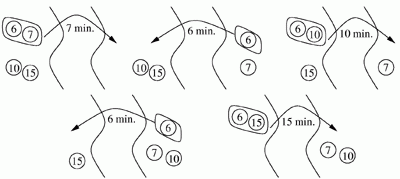 6 7 7 min.
10 15
6 min. 6
10 15 7
6 10 10 min.
15 7
6 min. 6
15 7 10
6 15 15 min.
7 10